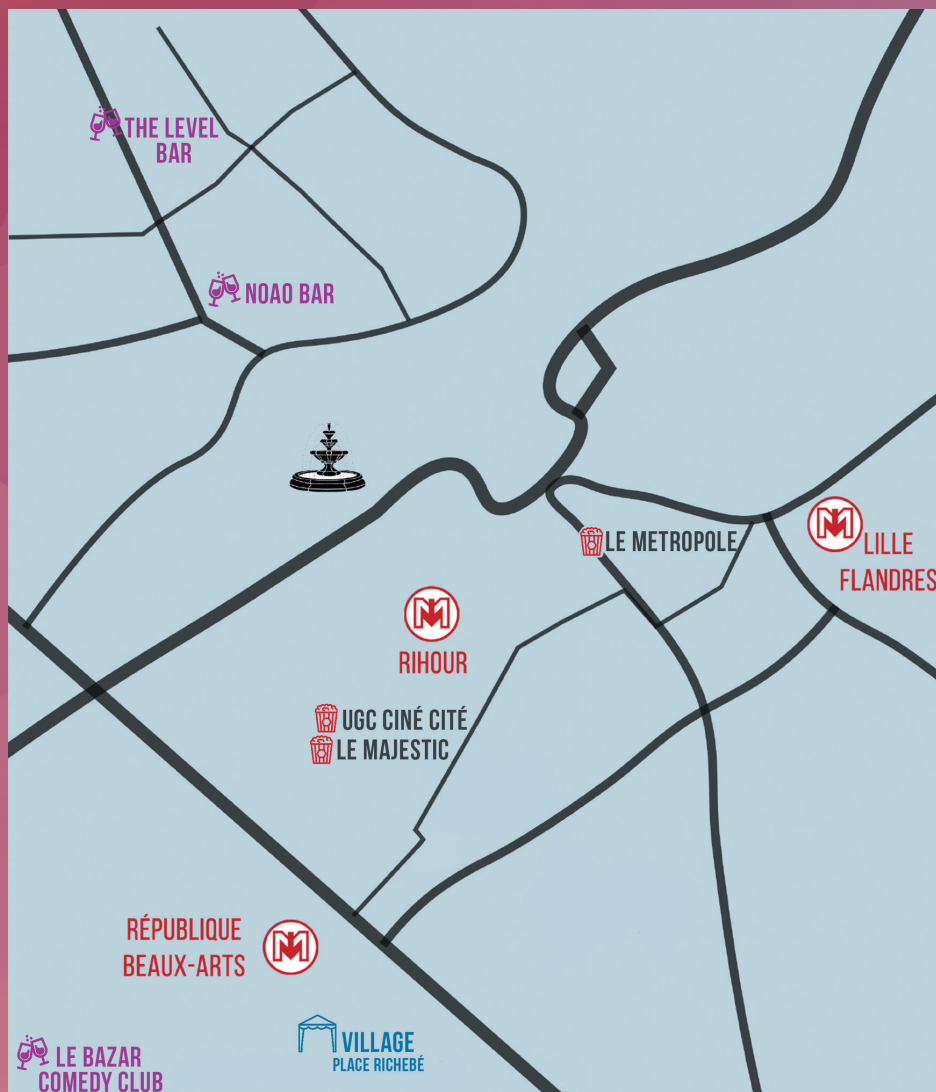 THE LEVEL
BAR
NOAO BAR
LE METROPOLE
LILLE
FLANDRES
RIHOUR
UGC CINÉ CITÉ
LE MAJESTIC
RÉPUBLIQUE
BEAUX-ARTS
VILLAGE
PLACE RICHEBÉ
LE BAZAR
COMEDY CLUB